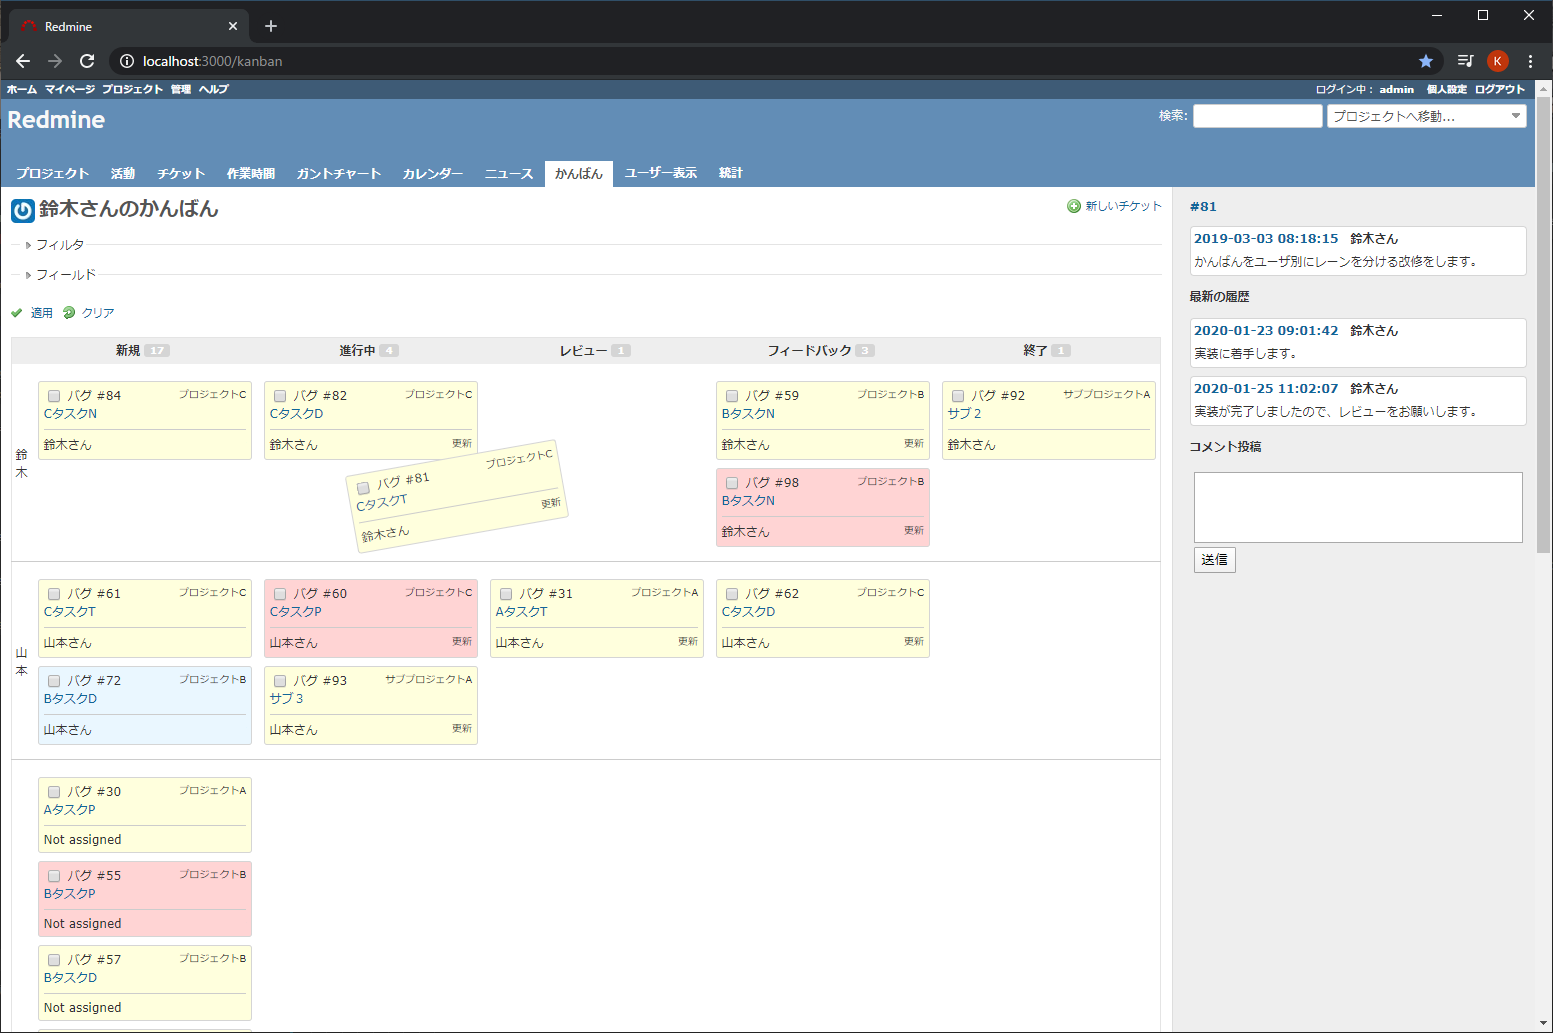 Redmine
localhost:3000/kanban
K
ホーム マイページ プロジェクト 管理 ヘルプ
ログイン中： admin 個人設定 ログアウト
Redmine
検索:
プロジェクトへ移動...
プロジェクト 活動 チケット 作業時間 ガントチャート カレンダー ニュース かんばん ユーザー表示 統計
鈴木さんのかんばん
新しいチケット
フィルタ
フィールド
適用 クリア
新規 17 進行中 4 レビュー 1 フィードバック 3 終了 1
鈴木
バグ #84 プロジェクトC
CタスクN
鈴木さん
バグ #82 プロジェクトC
CタスクD
鈴木さん 更新
バグ #81 プロジェクトC
CタスクT
鈴木さん 更新
バグ #59 プロジェクトB
BタスクN
鈴木さん 更新
バグ #98 プロジェクトB
BタスクN
鈴木さん 更新
バグ #92 サブプロジェクトA
サブ２
鈴木さん
山本
バグ #61 プロジェクトC
CタスクT
山本さん
バグ #72 プロジェクトB
BタスクD
山本さん
バグ #60 プロジェクトC
CタスクP
山本さん 更新
バグ #93 サブプロジェクトA
サブ３
山本さん 更新
バグ #31 プロジェクトA
AタスクT
山本さん 更新
バグ #62 プロジェクトC
CタスクD
山本さん 更新
バグ #30 プロジェクトA
AタスクP
Not assigned
バグ #55 プロジェクトB
BタスクP
Not assigned
バグ #57 プロジェクトB
BタスクD
Not assigned
#81
2019-03-03 08:18:15 鈴木さん
かんばんをユーザ別にレーンを分ける改修をします。
最新の履歴
2020-01-23 09:01:42 鈴木さん
実装に着手します。
2020-01-25 11:02:07 鈴木さん
実装が完了しましたので、レビューをお願いします。
コメント投稿
送信